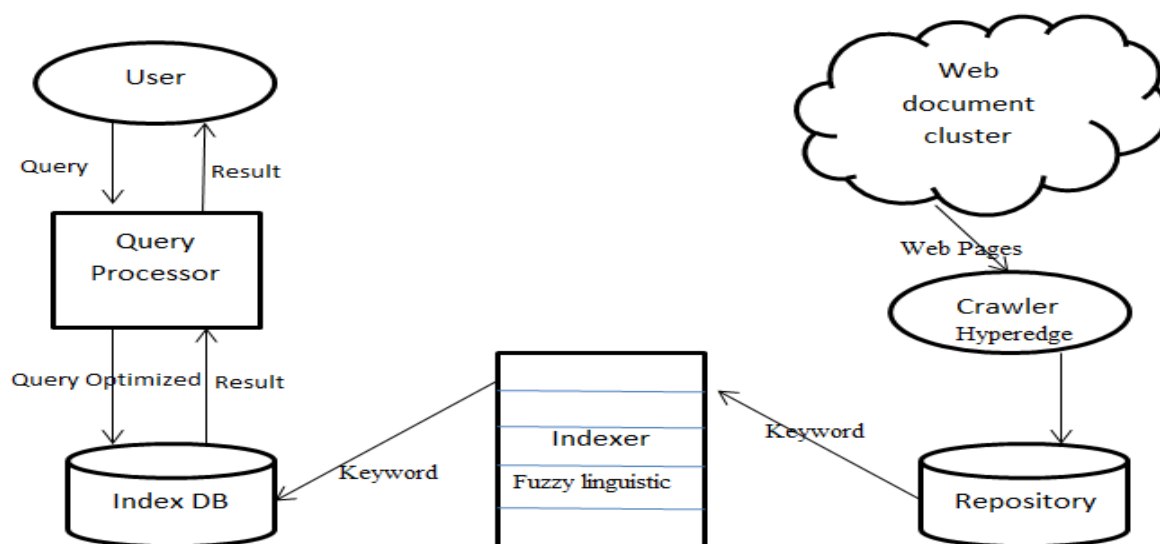 User
Web
document
cluster
Query
Result
Query
Processor
Web Pages
Crawler
Hyperedge
Query Optimized
Result
Indexer
Keyword
Keyword
Fuzzy linguistic
Index DB
Repository